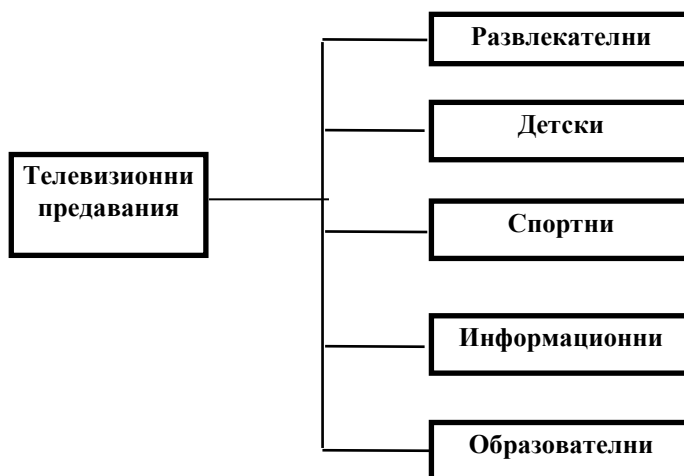 Развлекателни
Детски
Телевизионни
предавания
Спортни
Информационни
Образователни